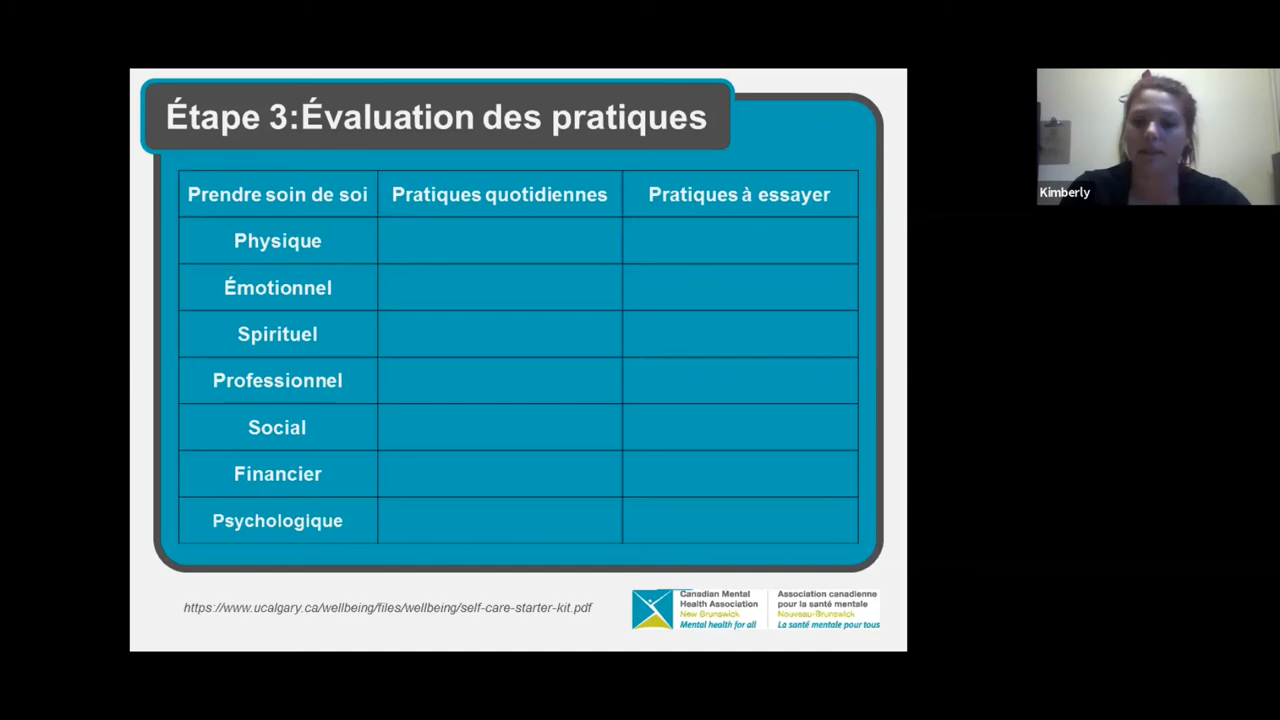 Étape 3:Évaluation des pratiques
Prendre soin de soi Pratiques quotidiennes Pratiques à essayer
Physique
Émotionnel
Spirituel
Professionnel
Social
Financier
Psychologique
https://www.ucalgary.ca/wellbeing/files/wellbeing/self-care-starter-kit.pdf
Canadian Mental
Health Association
New Brunswick
Mental health for all
Association canadienne
pour la santé mentale
Nouveau-Brunswick
La santé mentale pour tous
Kimberly